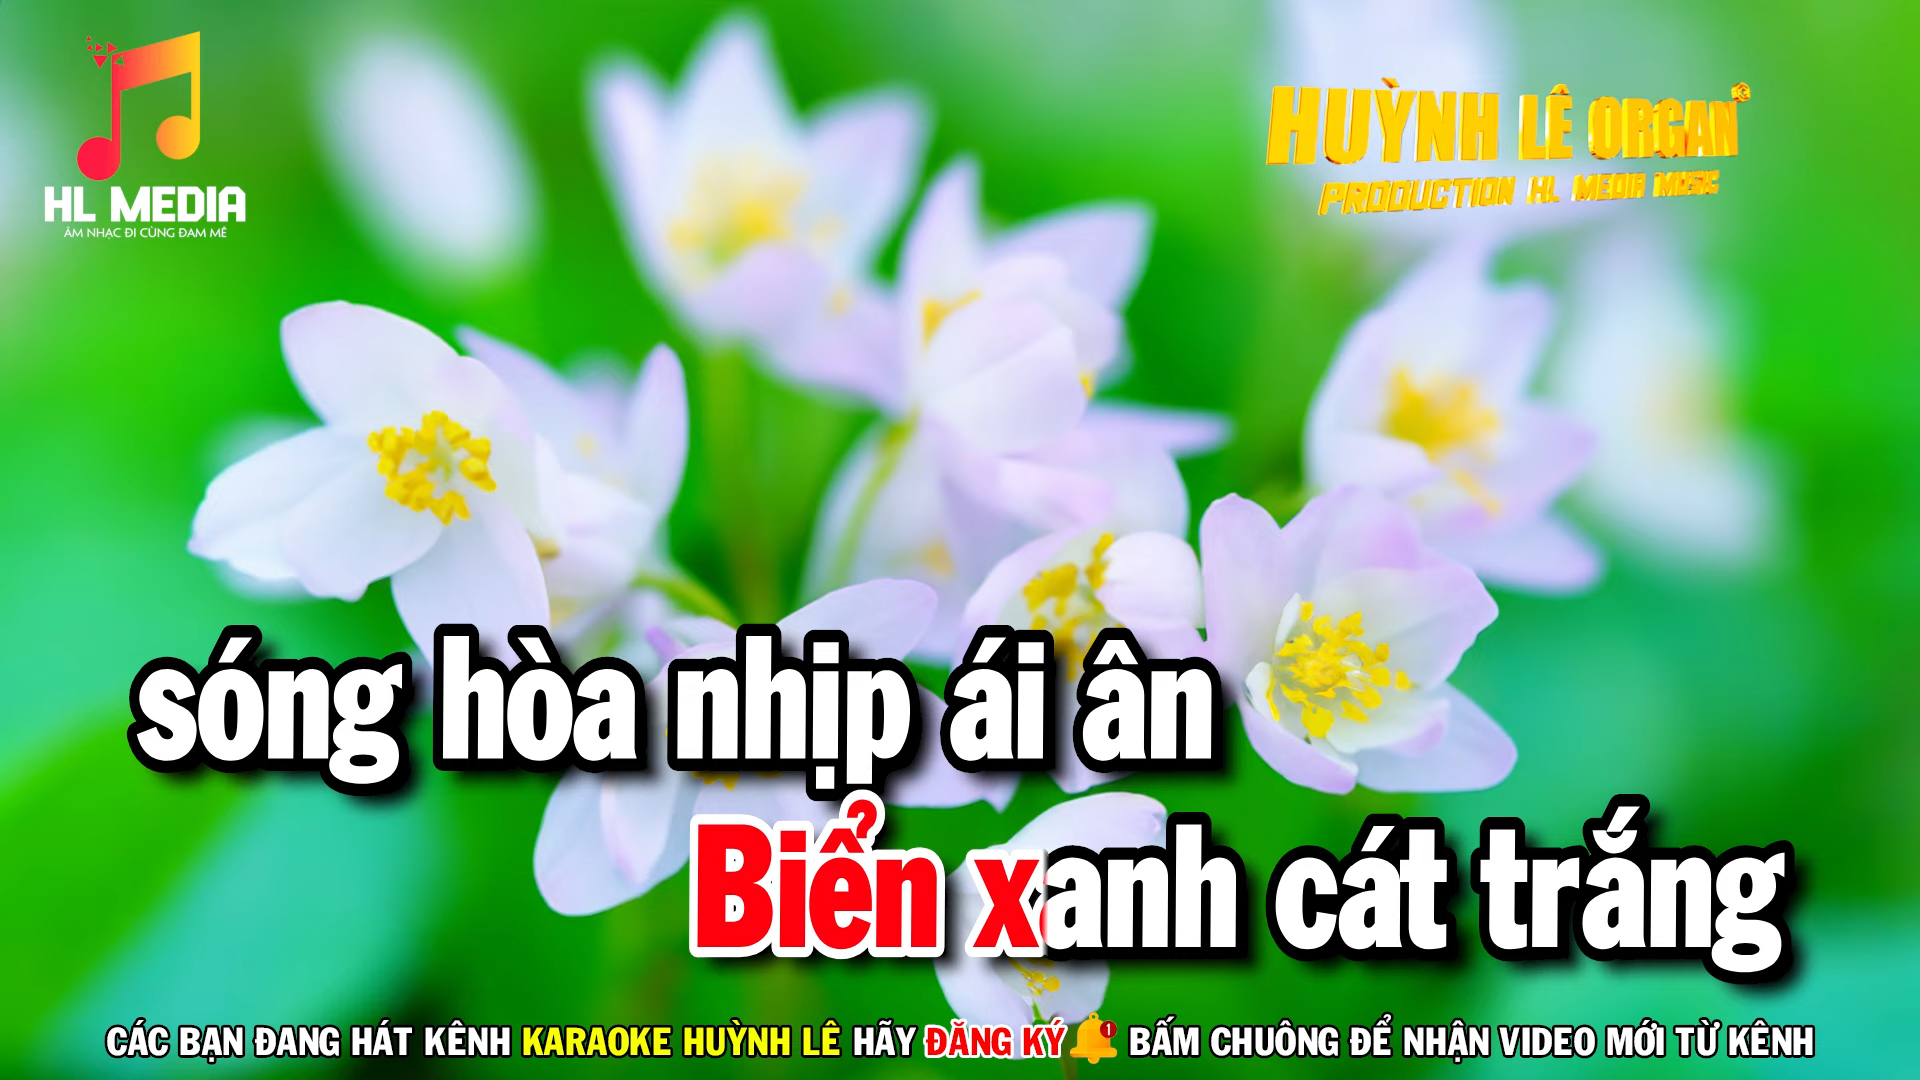 HL MEDIA
ÂM NHẠC ĐI CÙNG ĐAM MÊ
HUỲNH LÊ ORGAN
PRODUCTION HL MEDIA MUSIC
sóng hòa nhịp ái ân
Biển xanh cát trắng
CÁC BẠN ĐANG HÁT KÊNH KARAOKE HUỲNH LÊ HÃY ĐĂNG KÝ 1 BẤM CHUÔNG ĐỂ NHẬN VIDEO MỚI TỪ KÊNH